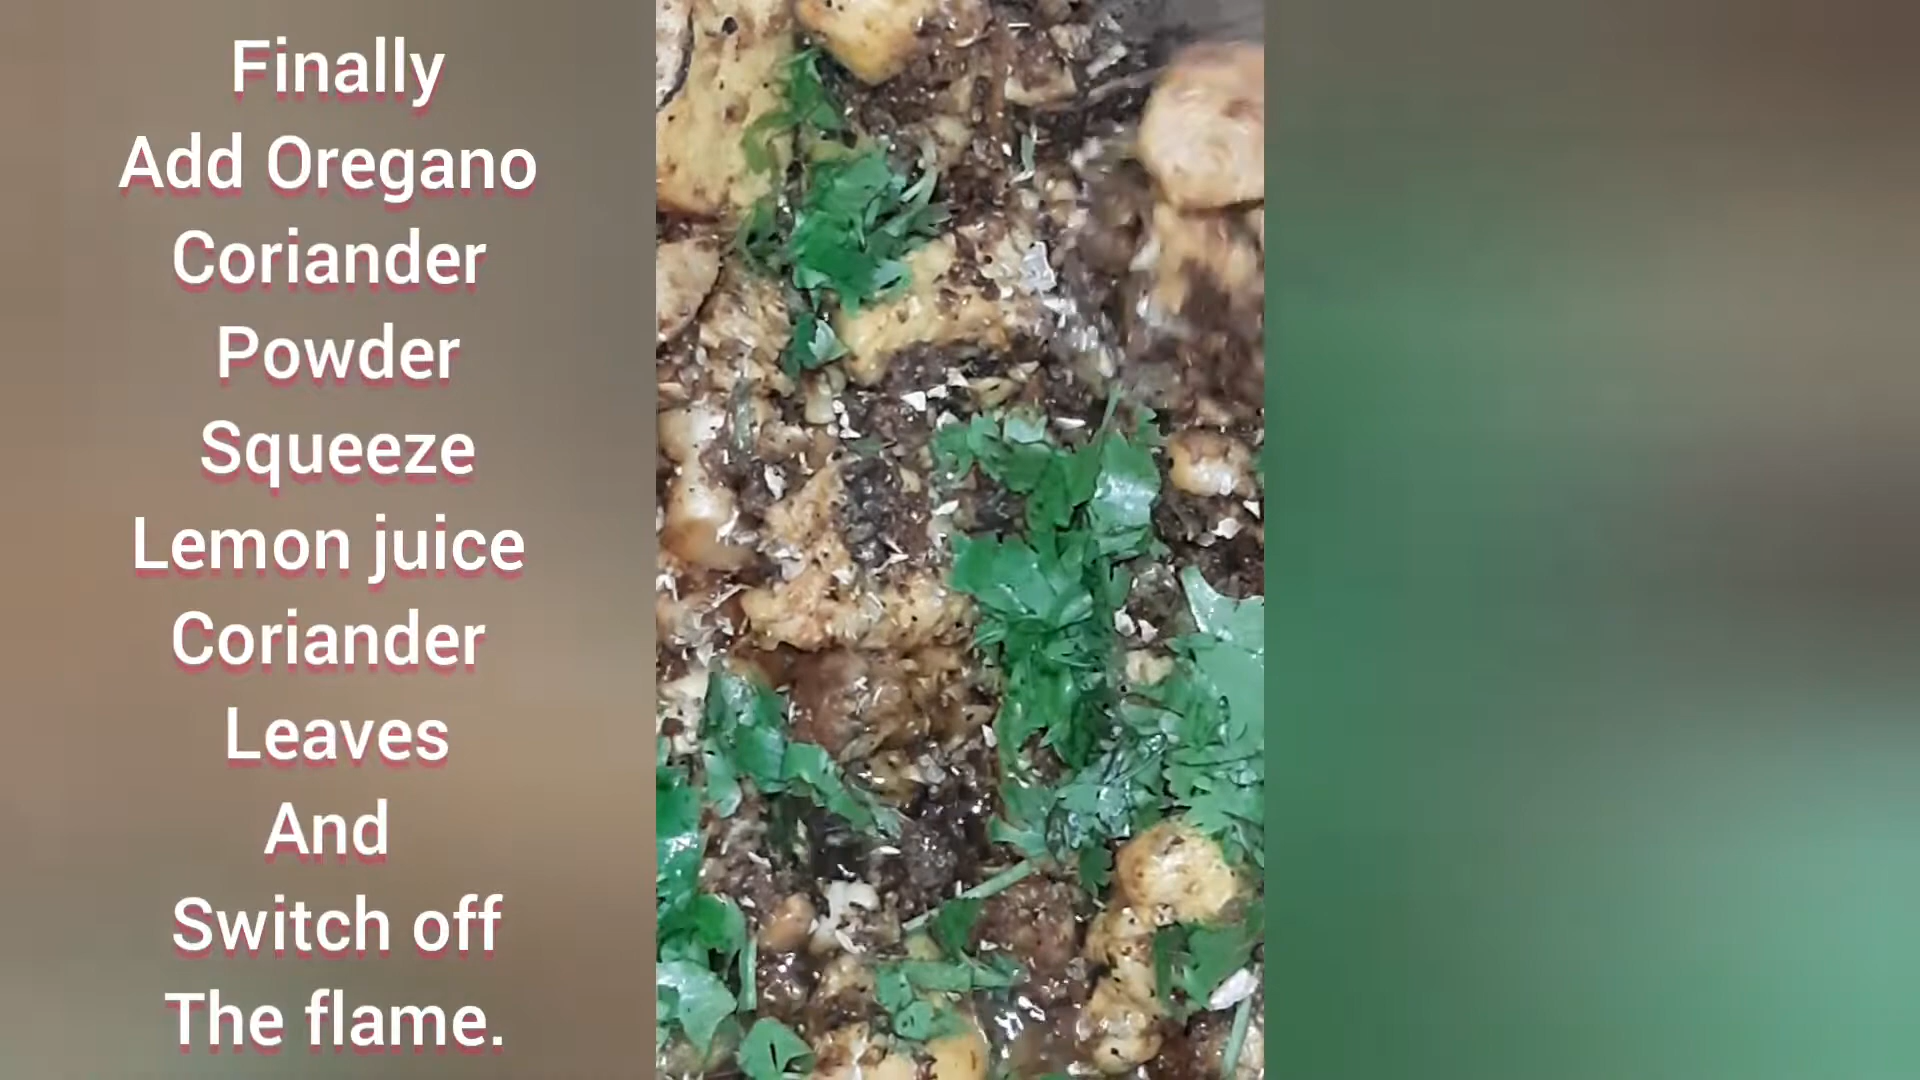 Finally
Add Oregano
Coriander
Powder
Squeeze
Lemon juice
Coriander
Leaves
And
Switch off
The flame.